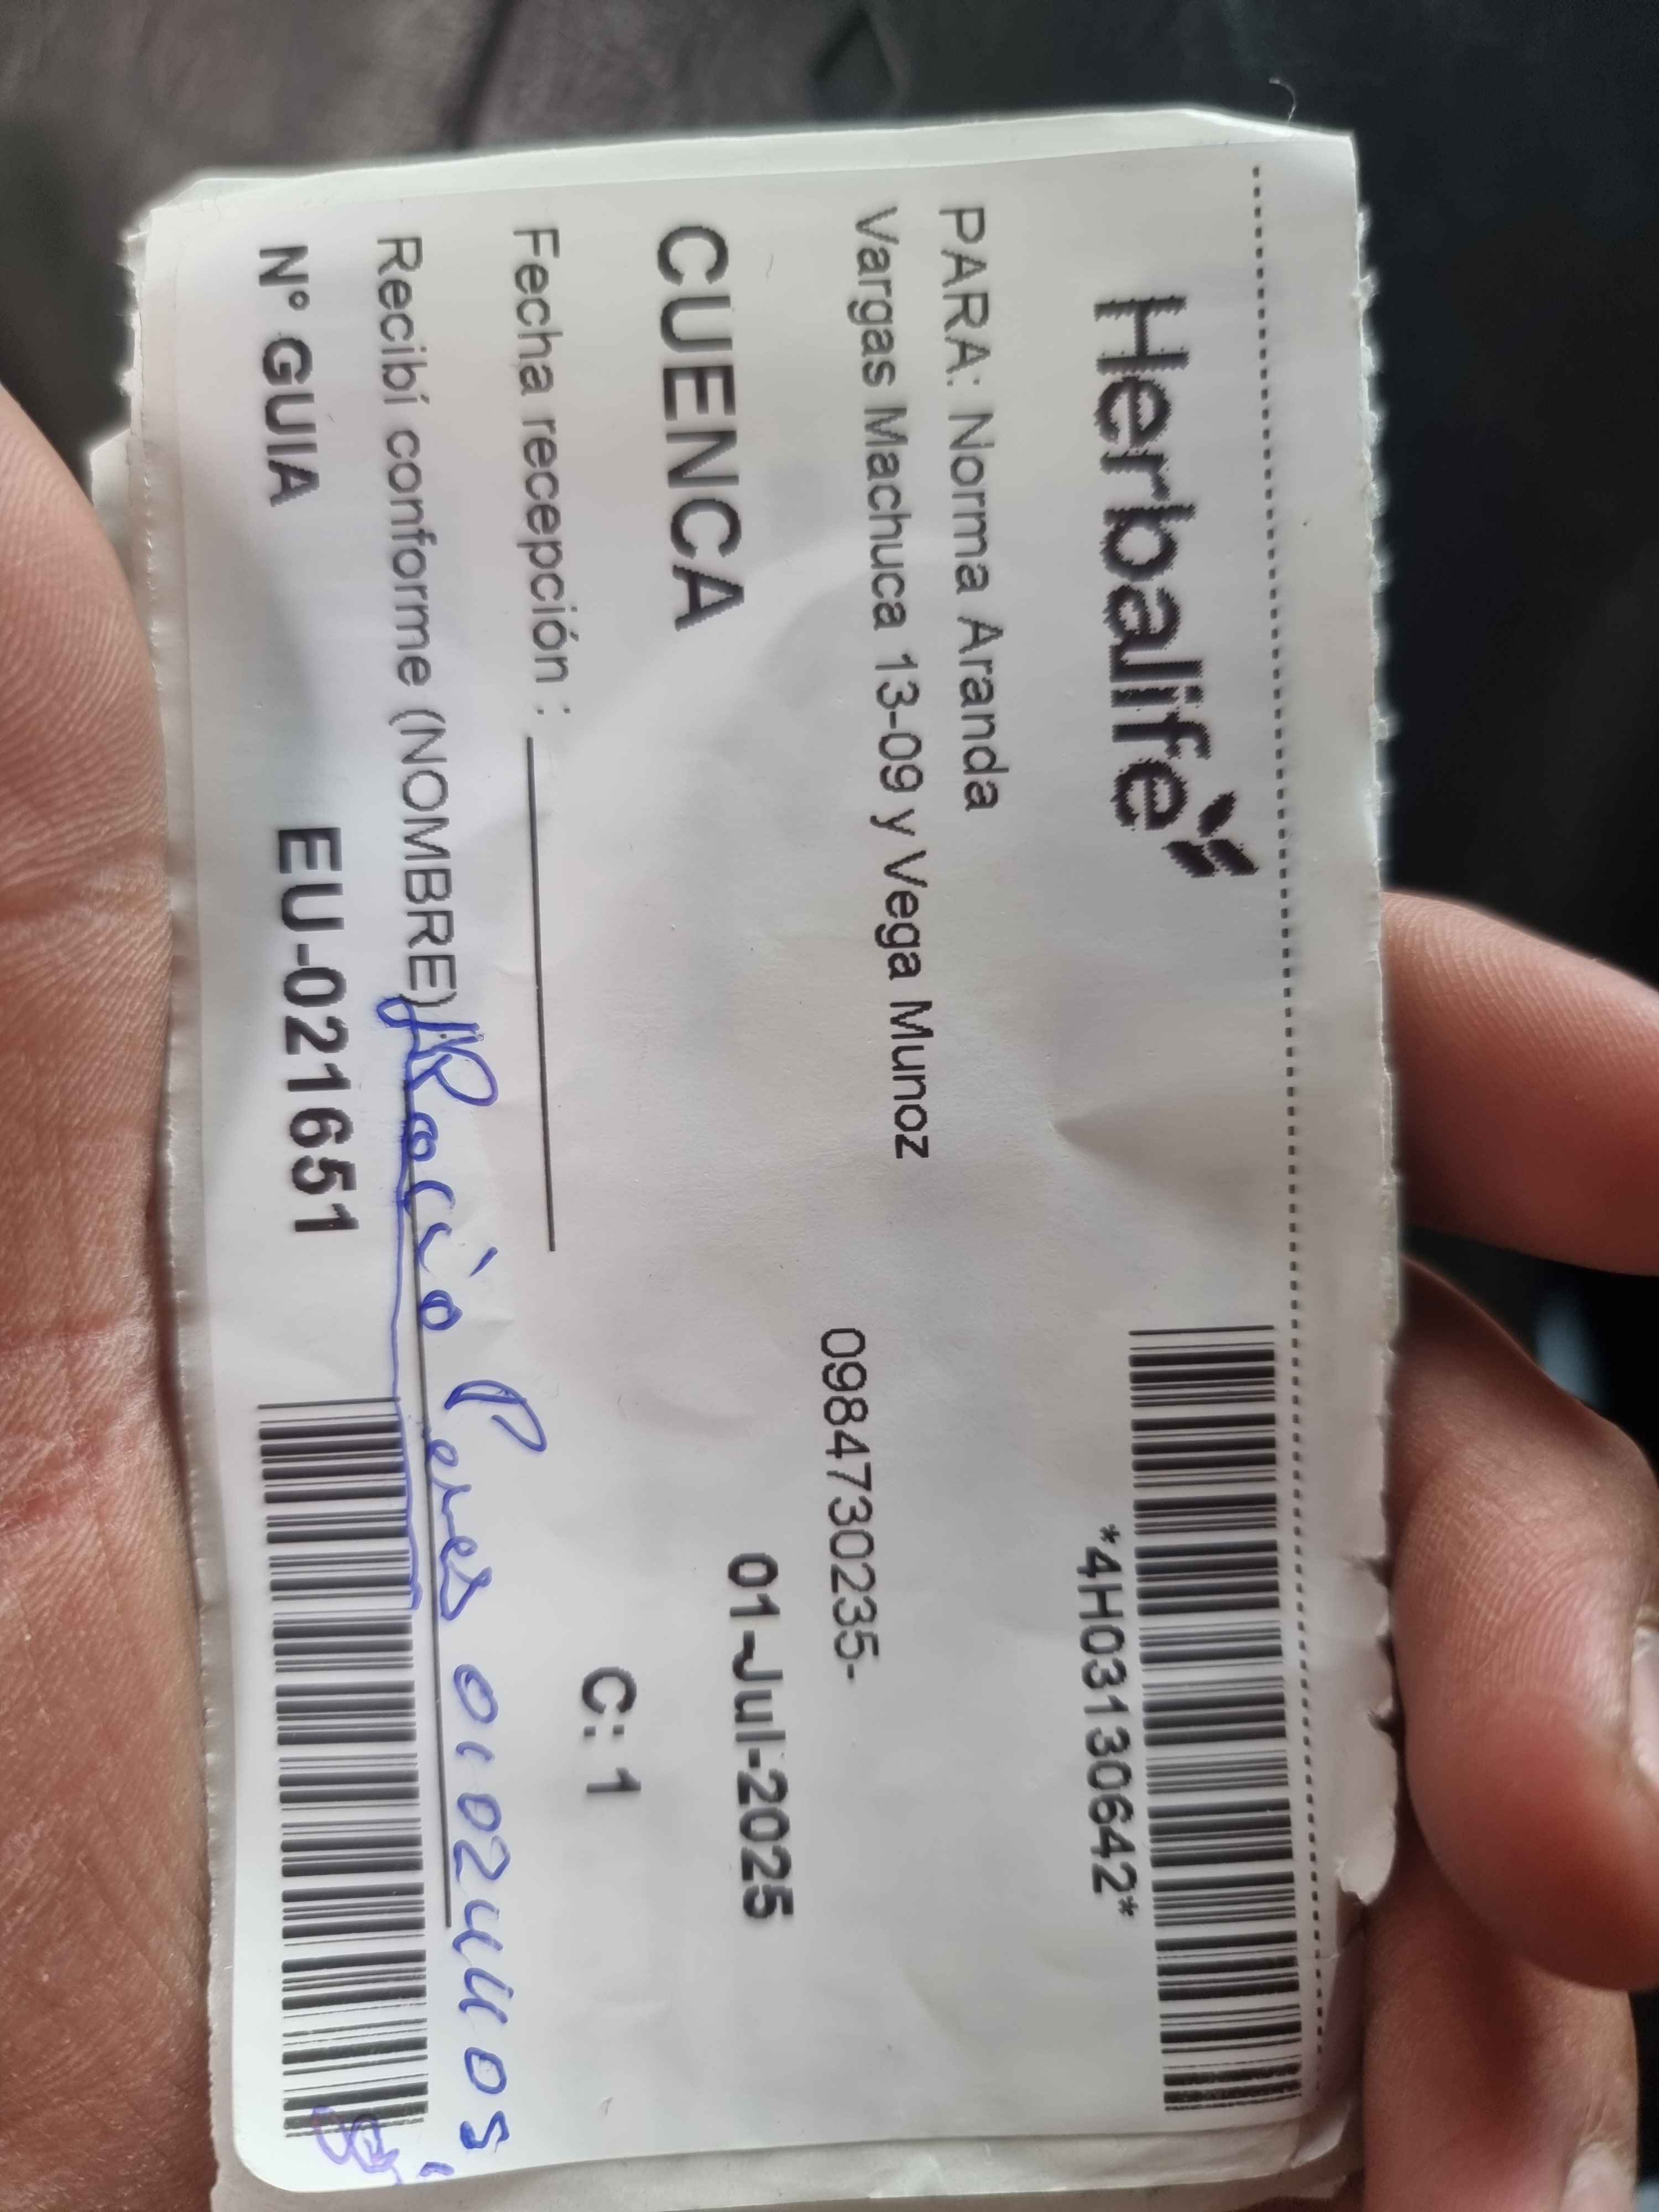 Herbalife
*4H03130642*
PARA: Norma Aranda
Vargas Machuca 13-09 y Vega Munoz
0984730235-
CUENCA
01-Jul-2025
C: 1
Fecha recepción :
Recibí conforme (NOMBRE) Rocío
N° GUIA EU-021651